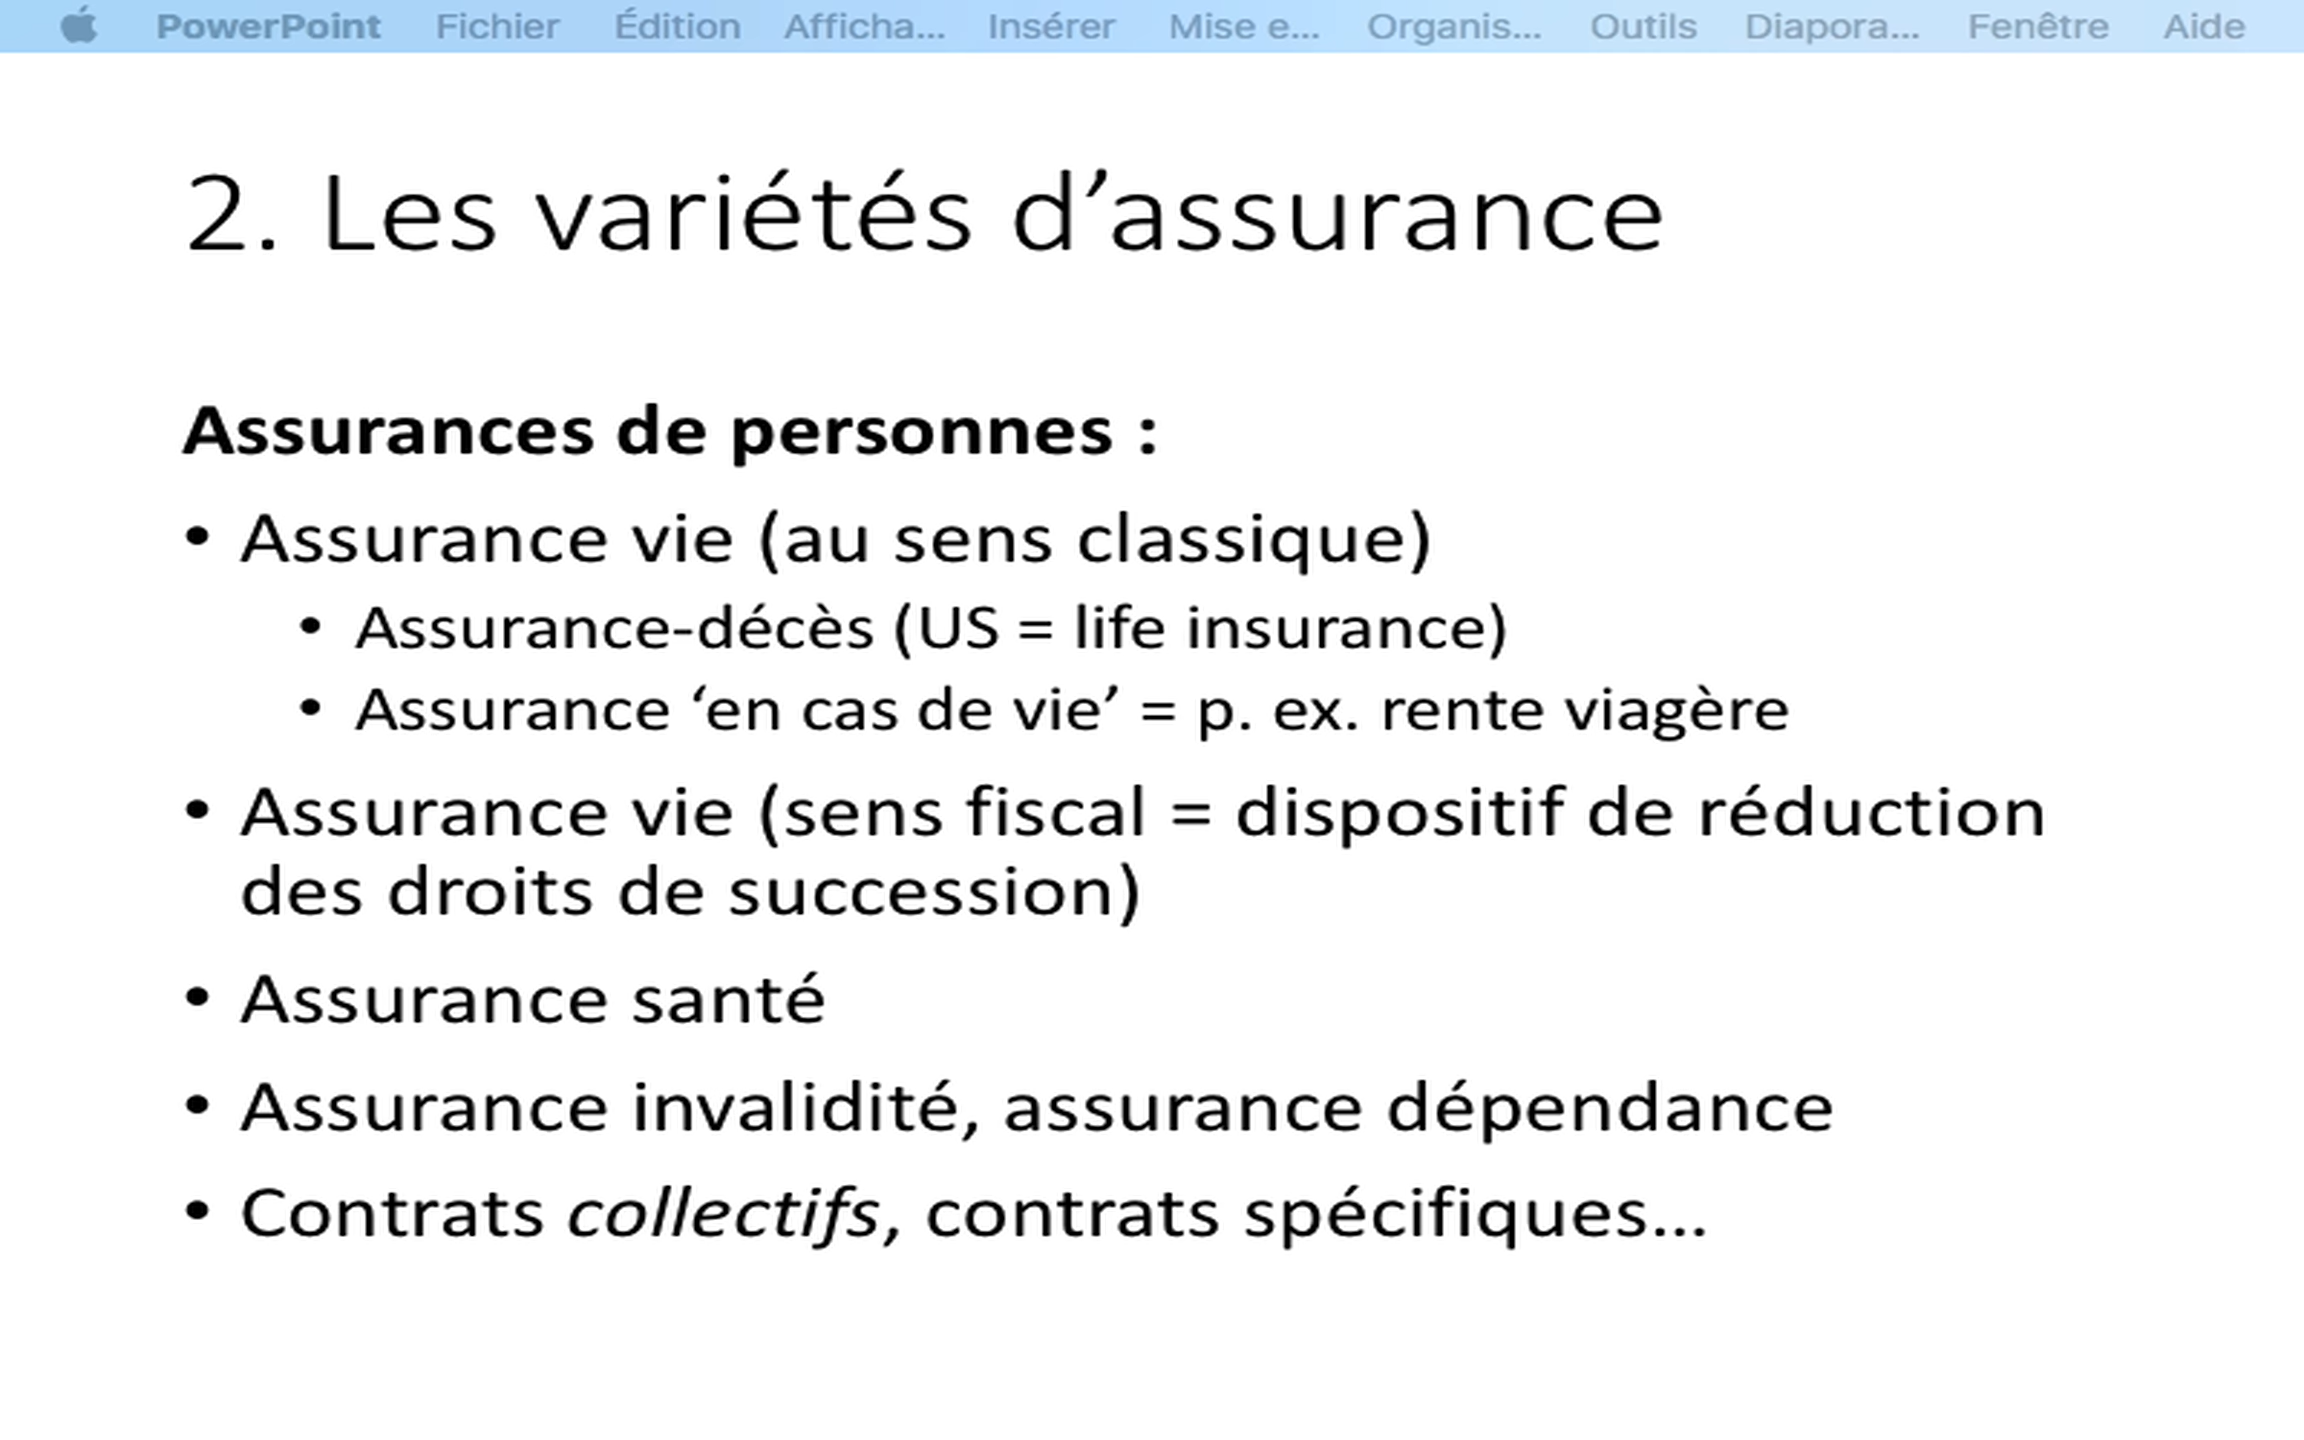 PowerPoint Fichier Édition Afficha... Insérer Mise e... Organis... Outils Diapora... Fenêtre Aide
2. Les variétés d’assurance
Assurances de personnes :
• Assurance vie (au sens classique)
• Assurance-décès (US = life insurance)
• Assurance ‘en cas de vie’ = p. ex. rente viagère
• Assurance vie (sens fiscal = dispositif de réduction
des droits de succession)
• Assurance santé
• Assurance invalidité, assurance dépendance
• Contrats collectifs, contrats spécifiques...